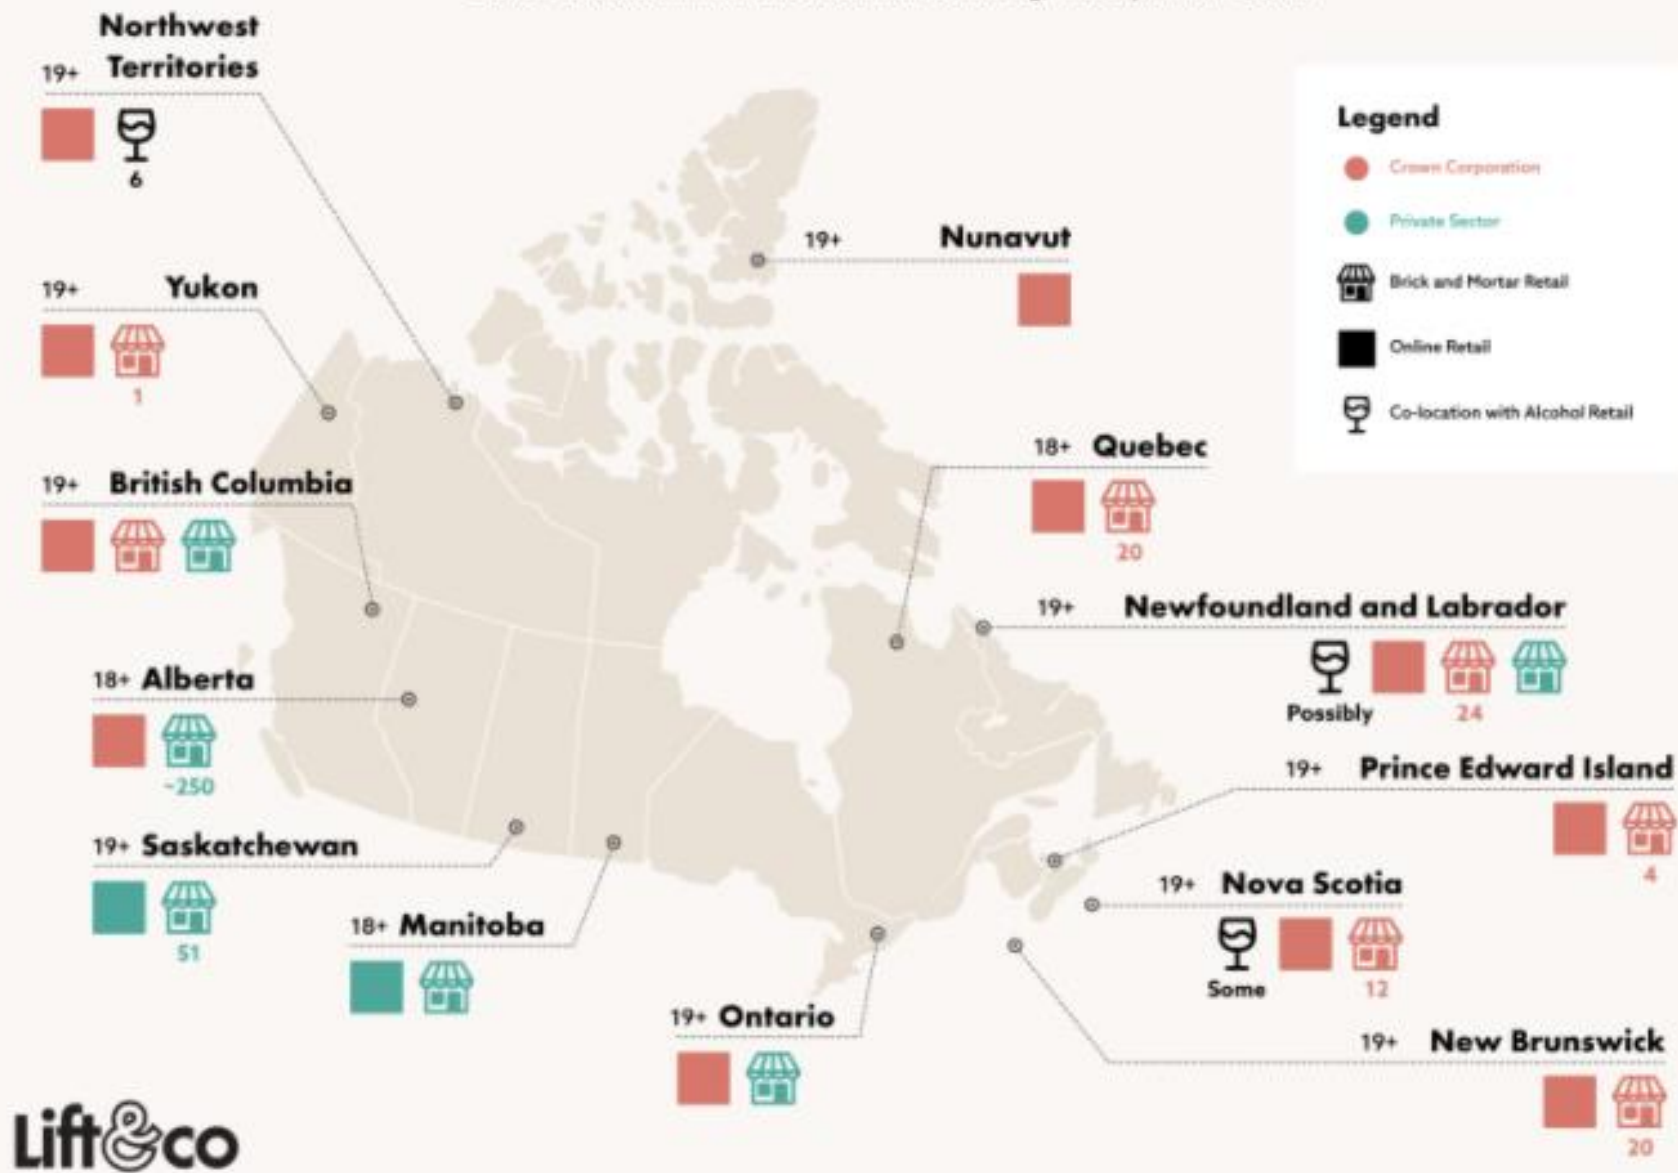 Northwest
19+ Territories
6
19+ Nunavut
19+ Yukon
1
19+ British Columbia
18+ Quebec
20
19+ Newfoundland and Labrador
Possibly
24
18+ Alberta
~250
19+ Prince Edward Island
4
19+ Saskatchewan
51
19+ Nova Scotia
Some
12
18+ Manitoba
19+ Ontario
19+ New Brunswick
20
Legend
Crown Corporation
Private Sector
Brick and Mortar Retail
Online Retail
Co-location with Alcohol Retail
Lift&co